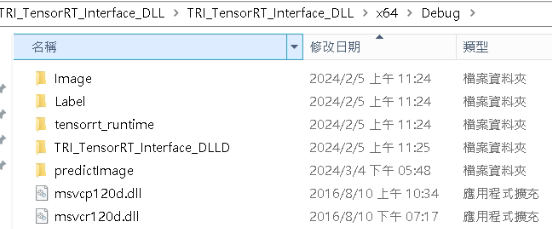 TRI_TensorRT_Interface_DLL > TRI_TensorRT_Interface_DLL > x64 > Debug >
名稱 修改日期 類型
Image 2024/2/5 上午 11:24 檔案資料夾
Label 2024/2/5 上午 11:24 檔案資料夾
tensorrt_runtime 2024/2/5 上午 11:24 檔案資料夾
TRI_TensorRT_Interface_DLLD 2024/2/5 上午 11:25 檔案資料夾
predictImage 2024/3/4 下午 05:48 檔案資料夾
msvcp120d.dll 2016/8/10 上午 10:34 應用程式擴充
msvcr120d.dll 2016/8/10 下午 07:17 應用程式擴充